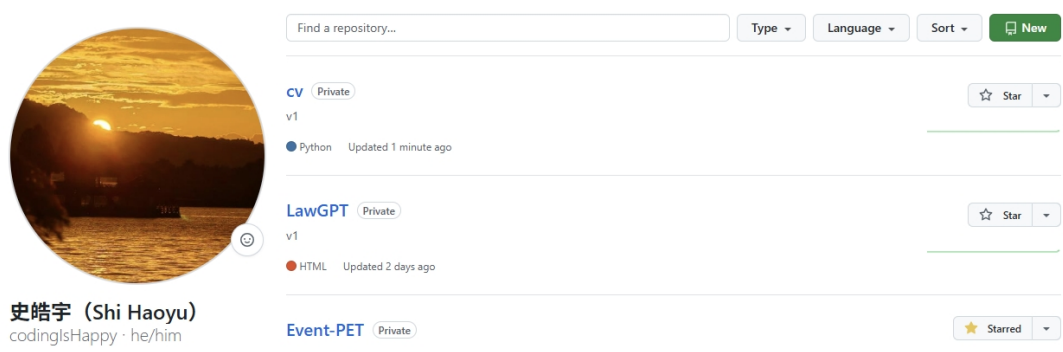 Find a repository...
Type
Language
Sort
New
cv Private
Star
v1
Python Updated 1 minute ago
LawGPT Private
Star
v1
HTML Updated 2 days ago
Event-PET Private
Starred
史皓宇（Shi Haoyu）
codingIsHappy · he/him